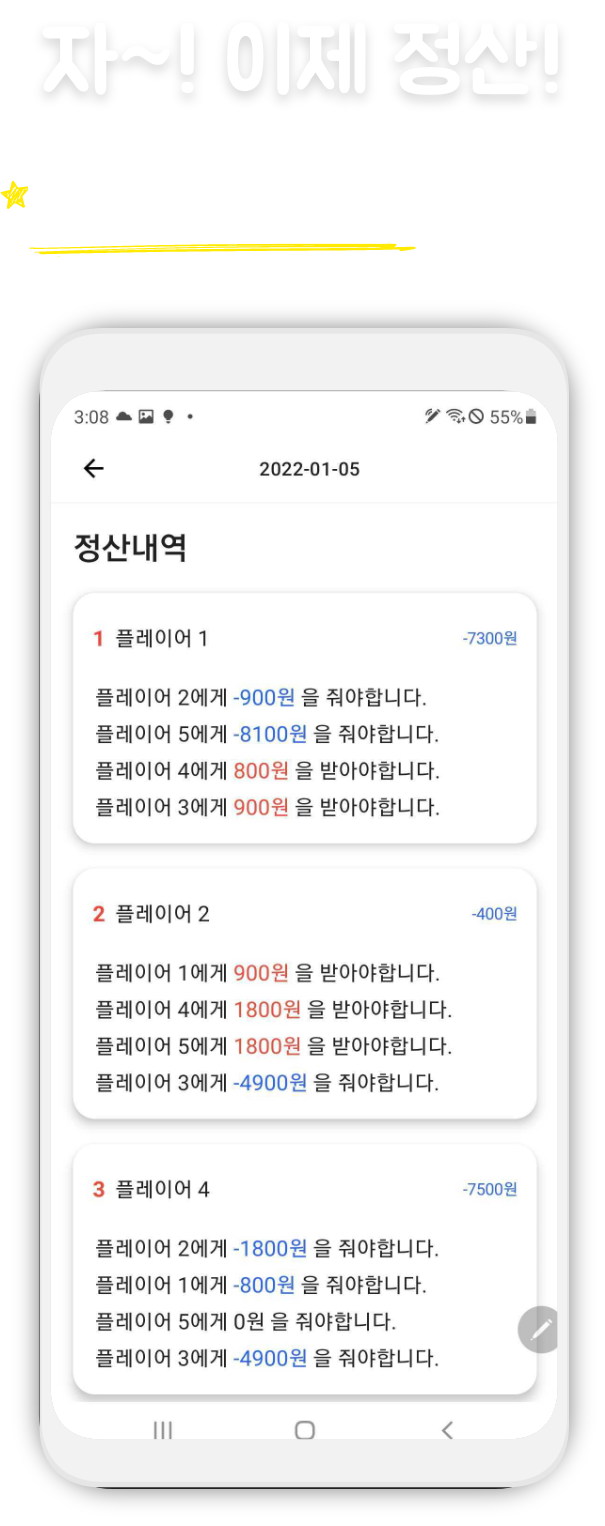 자~! 이제 정산!
3:08
55%
2022-01-05
정산내역
1 플레이어 1 -7300원
플레이어 2에게 -900원 을 줘야합니다.
플레이어 5에게 -8100원 을 줘야합니다.
플레이어 4에게 800원 을 받아야합니다.
플레이어 3에게 900원 을 받아야합니다.
2 플레이어 2 -400원
플레이어 1에게 900원 을 받아야합니다.
플레이어 4에게 1800원 을 받아야합니다.
플레이어 5에게 1800원 을 받아야합니다.
플레이어 3에게 -4900원 을 줘야합니다.
3 플레이어 4 -7500원
플레이어 2에게 -1800원 을 줘야합니다.
플레이어 1에게 -800원 을 줘야합니다.
플레이어 5에게 0원 을 줘야합니다.
플레이어 3에게 -4900원 을 줘야합니다.